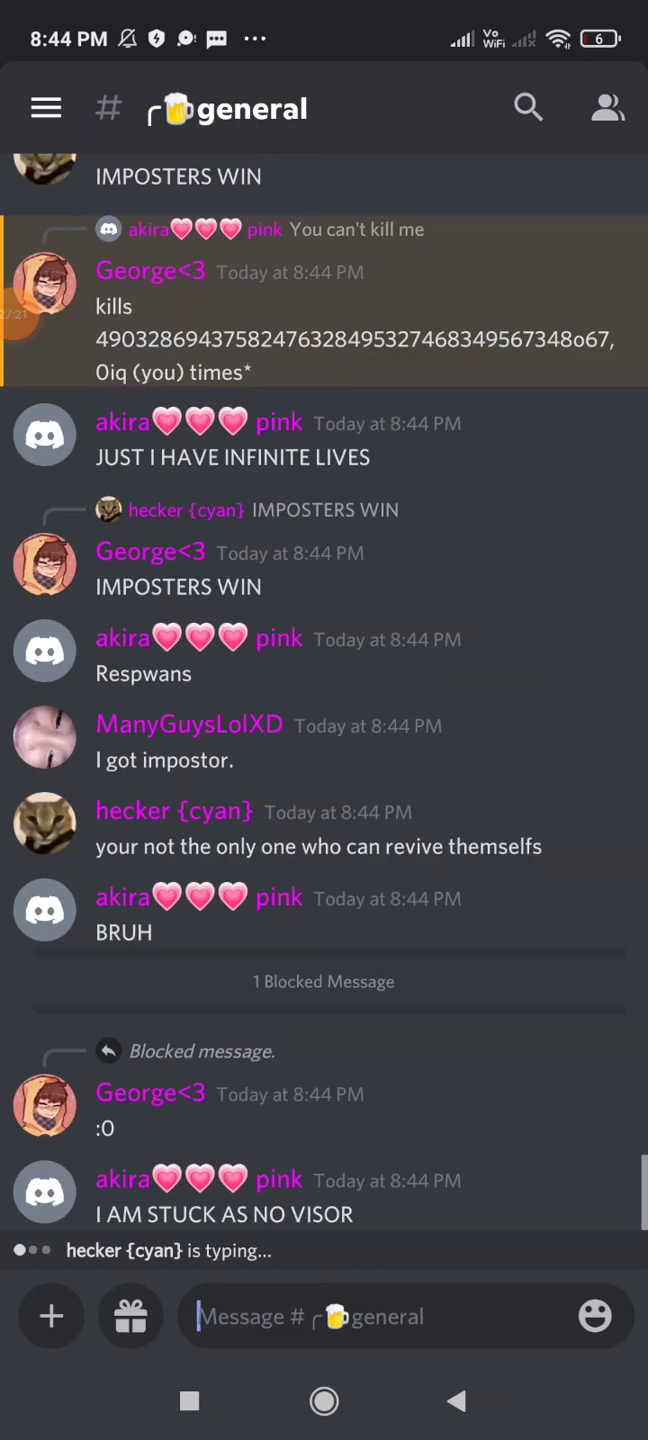 8:44 PM
Vo WiFi
6
# ╭🍺general
IMPOSTERS WIN
akira💗💗💗 pink You can't kill me
George<3 Today at 8:44 PM
27:21
kills
49032869437582476328495327468349567348o67,
0iq (you) times*
akira💗💗💗 pink Today at 8:44 PM
JUST I HAVE INFINITE LIVES
hecker {cyan} IMPOSTERS WIN
George<3 Today at 8:44 PM
IMPOSTERS WIN
akira💗💗💗 pink Today at 8:44 PM
Respwans
ManyGuysLolXD Today at 8:44 PM
I got impostor.
hecker {cyan} Today at 8:44 PM
your not the only one who can revive themselfs
akira💗💗💗 pink Today at 8:44 PM
BRUH
1 Blocked Message
Blocked message.
George<3 Today at 8:44 PM
:0
akira💗💗💗 pink Today at 8:44 PM
I AM STUCK AS NO VISOR
hecker {cyan} is typing...
Message # ╭🍺general